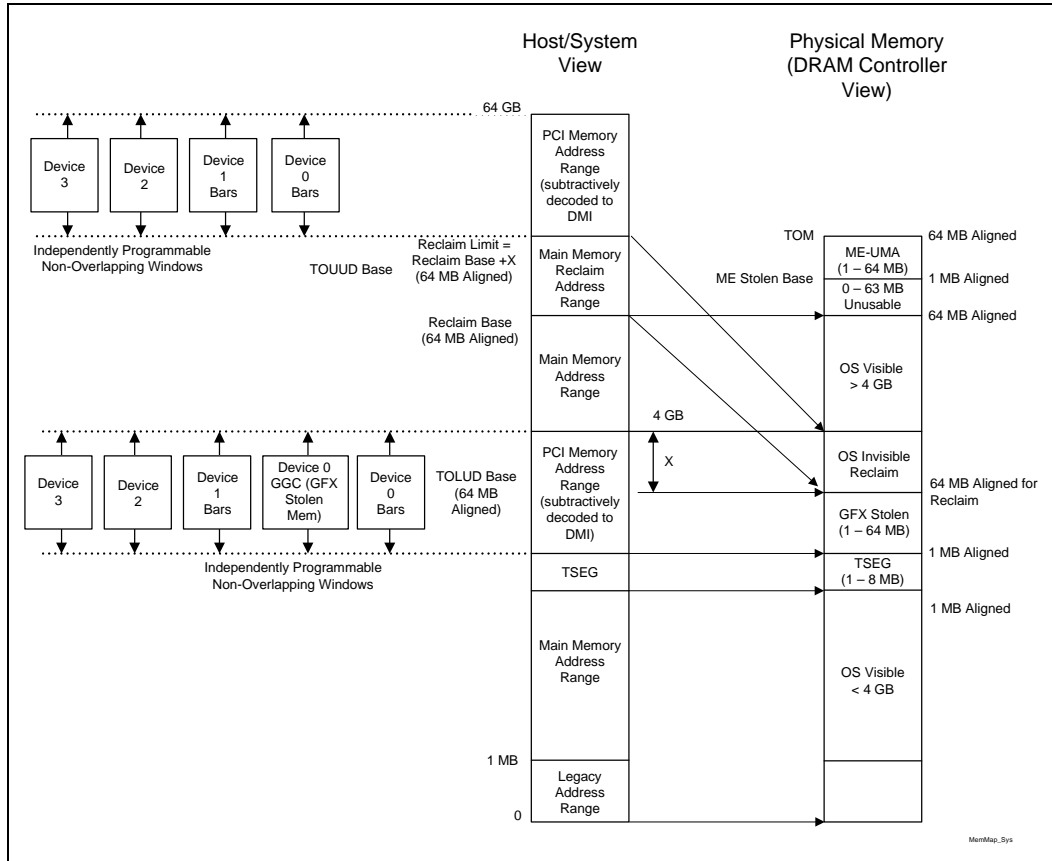 Host/System
View
Physical Memory
(DRAM Controller
View)
64 GB
Device
3
Device
2
Device
1
Bars
Device
0
Bars
PCI Memory
Address
Range
(subtractively
decoded to
DMI
Independently Programmable
Non-Overlapping Windows
TOUUD Base
Reclaim Limit =
Reclaim Base +X
(64 MB Aligned)
Main Memory
Reclaim
Address
Range
TOM
ME-UMA
(1 – 64 MB)
64 MB Aligned
ME Stolen Base
1 MB Aligned
0 – 63 MB
Unusable
64 MB Aligned
Reclaim Base
(64 MB Aligned)
Main Memory
Address
Range
OS Visible
> 4 GB
4 GB
Device
3
Device
2
Device
1
Bars
Device 0
GGC (GFX
Stolen
Mem)
Device
0
Bars
TOLUD Base
(64 MB
Aligned)
PCI Memory
Address
Range
(subtractively
decoded to
DMI)
X
OS Invisible
Reclaim
64 MB Aligned for
Reclaim
GFX Stolen
(1 – 64 MB)
1 MB Aligned
Independently Programmable
Non-Overlapping Windows
TSEG
TSEG
(1 – 8 MB)
1 MB Aligned
Main Memory
Address
Range
OS Visible
< 4 GB
1 MB
Legacy
Address
Range
0
MemMap_Sys